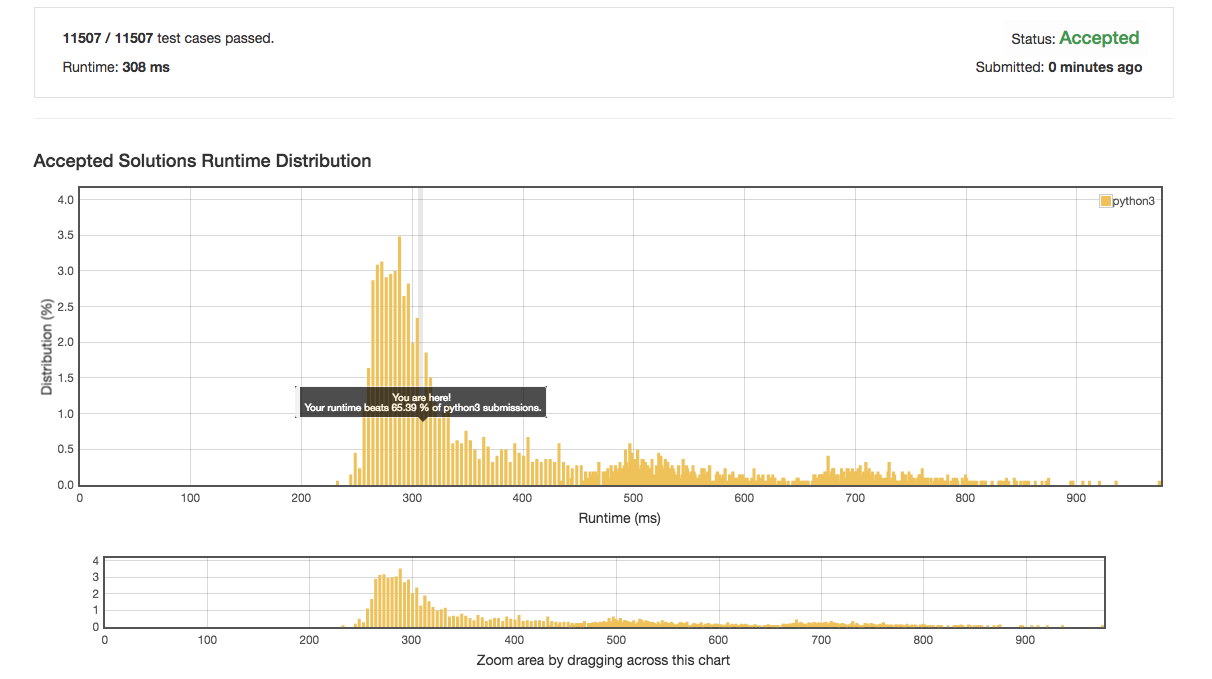 11507 / 11507 test cases passed.
Status: Accepted
Runtime: 308 ms
Submitted: 0 minutes ago
Accepted Solutions Runtime Distribution
4.0
3.5
3.0
2.5
2.0
1.5
1.0
0.5
0.0
Distribution (%)
python3
You are here!
Your runtime beats 65.39 % of python3 submissions.
0 100 200 300 400 500 600 700 800 900
Runtime (ms)
4
3
2
1
0
0 100 200 300 400 500 600 700 800 900
Zoom area by dragging across this chart